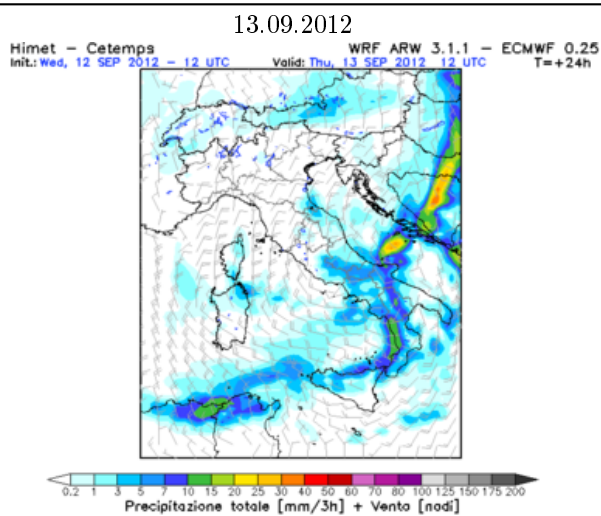 13.09.2012
Himet - Cetemps WRF ARW 3.1.1 - ECMWF 0.25
Init.: Wed, 12 SEP 2012 - 12 UTC Valid: Thu, 13 SEP 2012 12 UTC T=+24h
0.2 1 3 5 7 10 15 20 25 30 40 50 60 70 80 90 100 125 150 175 200
Precipitazione totale [mm/3h] + Vento [nodi]